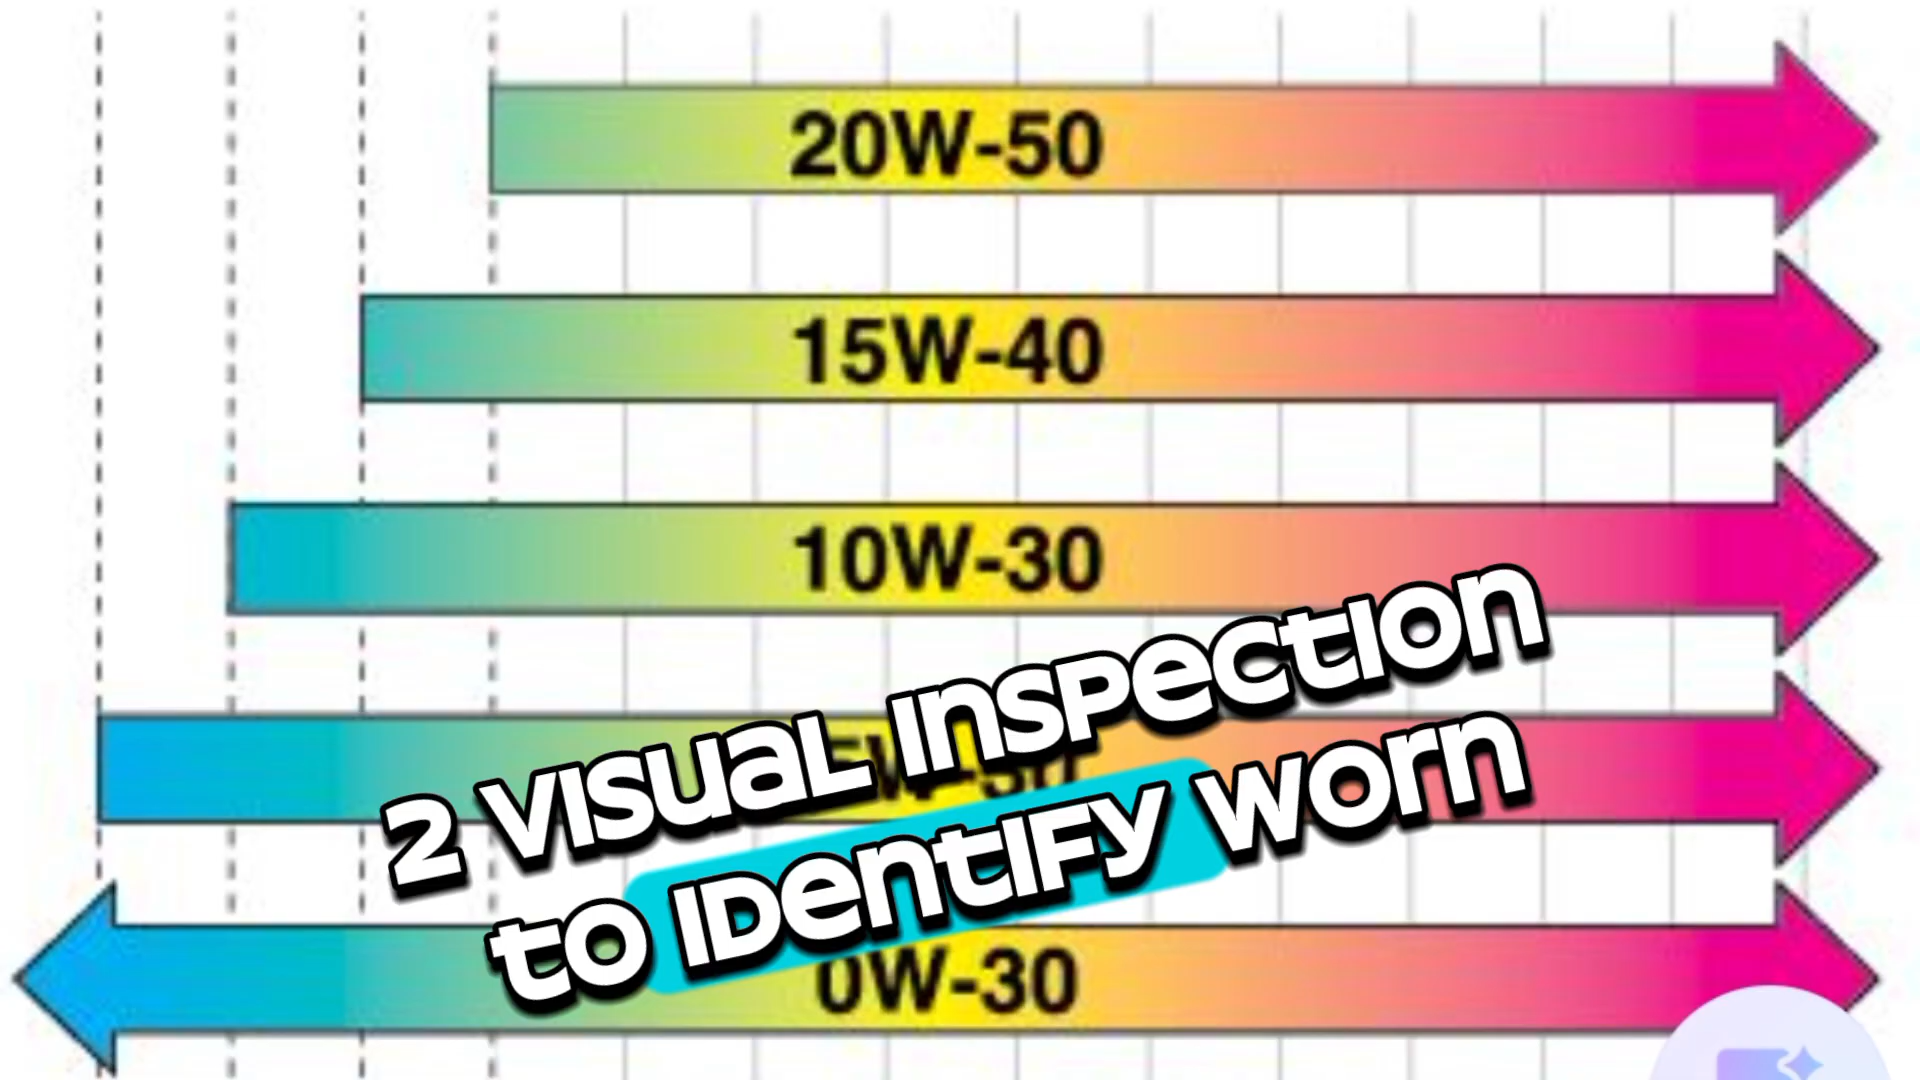 20W-50
15W-40
10W-30
2 VISUAL INSPECTION
TO IDENTIFY WORN
0W-30